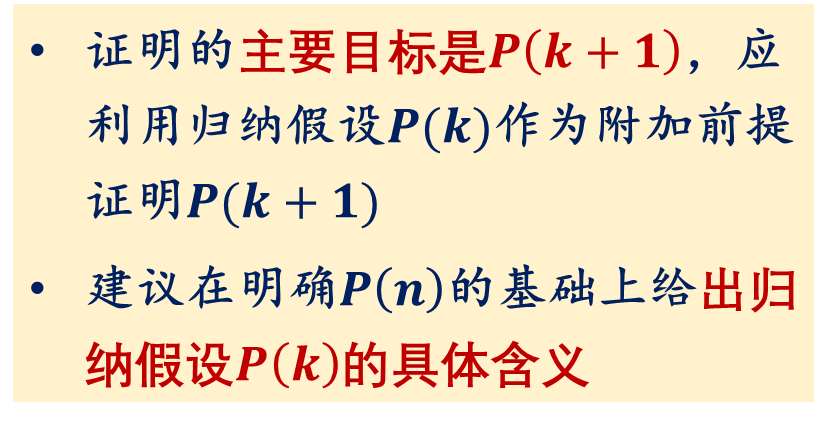 • 证明的主要目标是P(k + 1)，应
利用归纳假设P(k)作为附加前提
证明P(k + 1)
• 建议在明确P(n)的基础上给出归
纳假设P(k)的具体含义